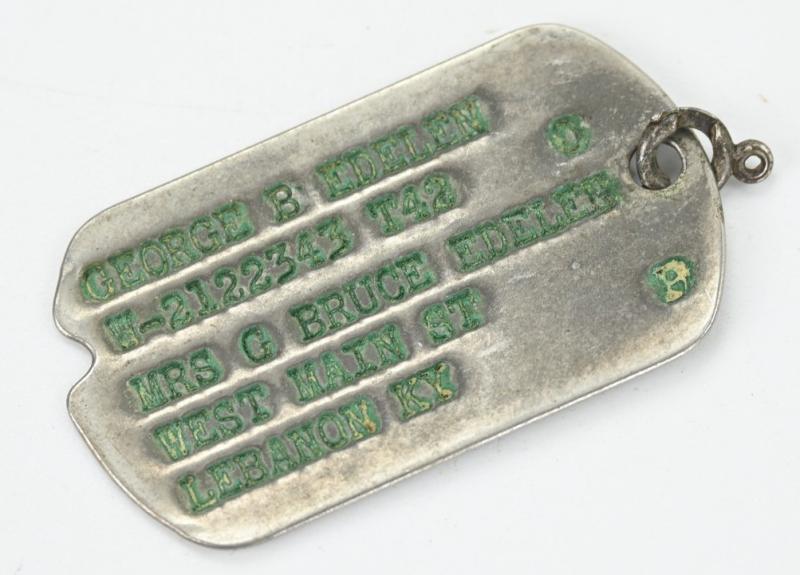 GEORGE B EDELEN
W-2122343 T42 O
MRS G BRUCE EDELEN
WEST MAIN ST
LEBANON KY